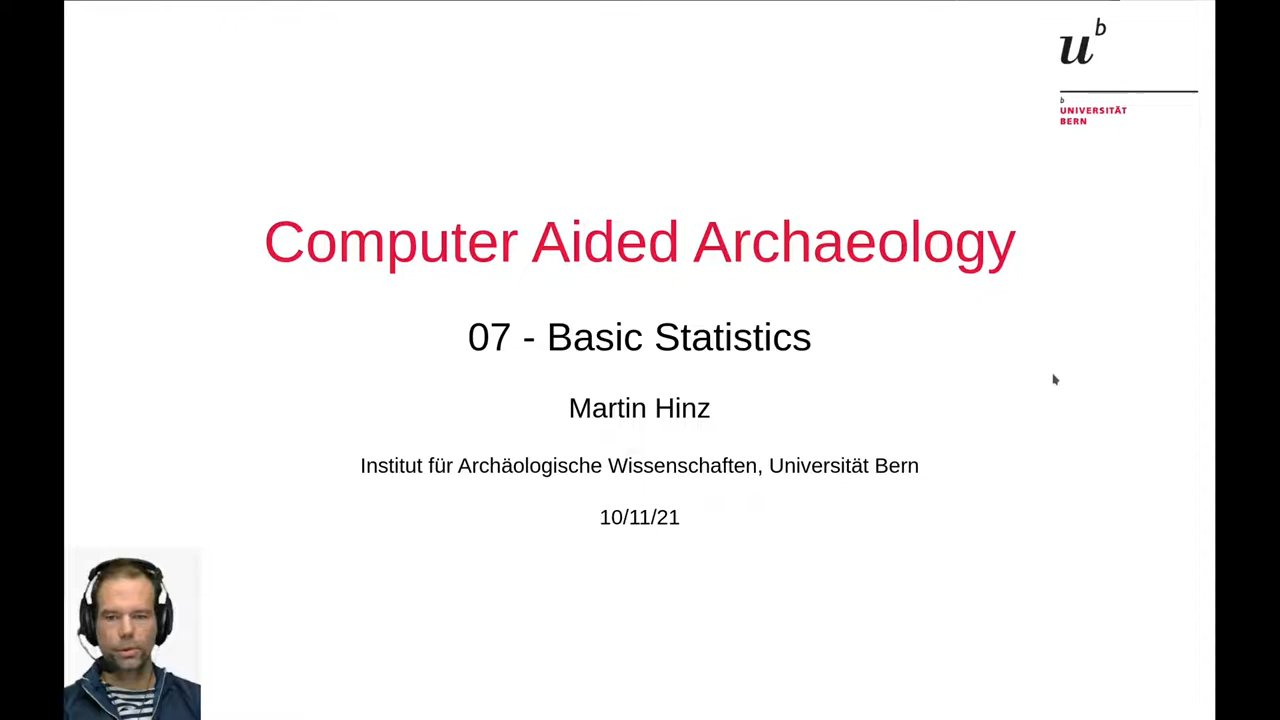 u b
b
UNIVERSITÄT
BERN
Computer Aided Archaeology
07 - Basic Statistics
Martin Hinz
Institut für Archäologische Wissenschaften, Universität Bern
10/11/21